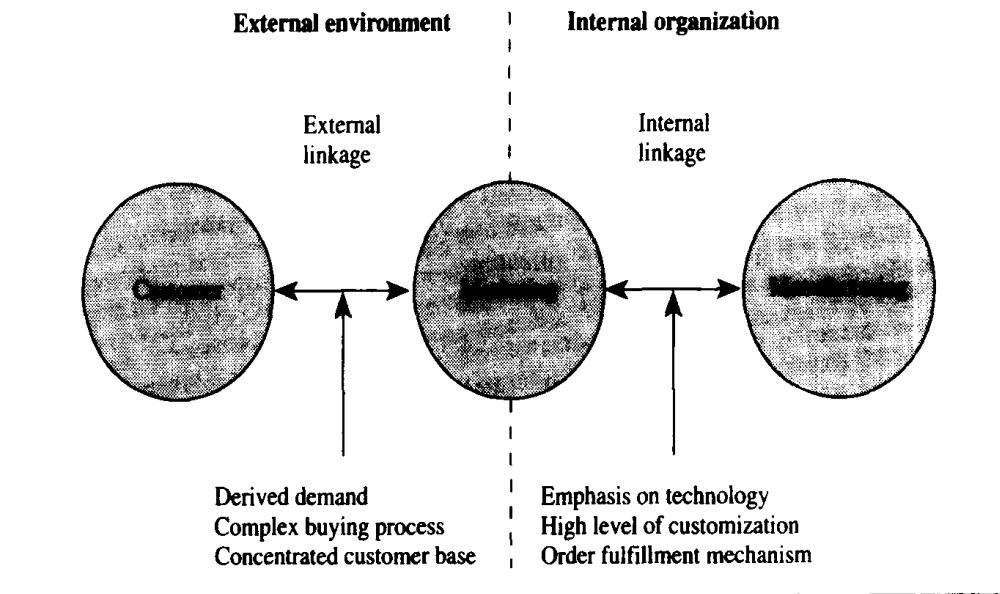 External environment
Internal organization
External
linkage
Internal
linkage
Customer
Derived demand
Complex buying process
Concentrated customer base
Emphasis on technology
High level of customization
Order fulfillment mechanism